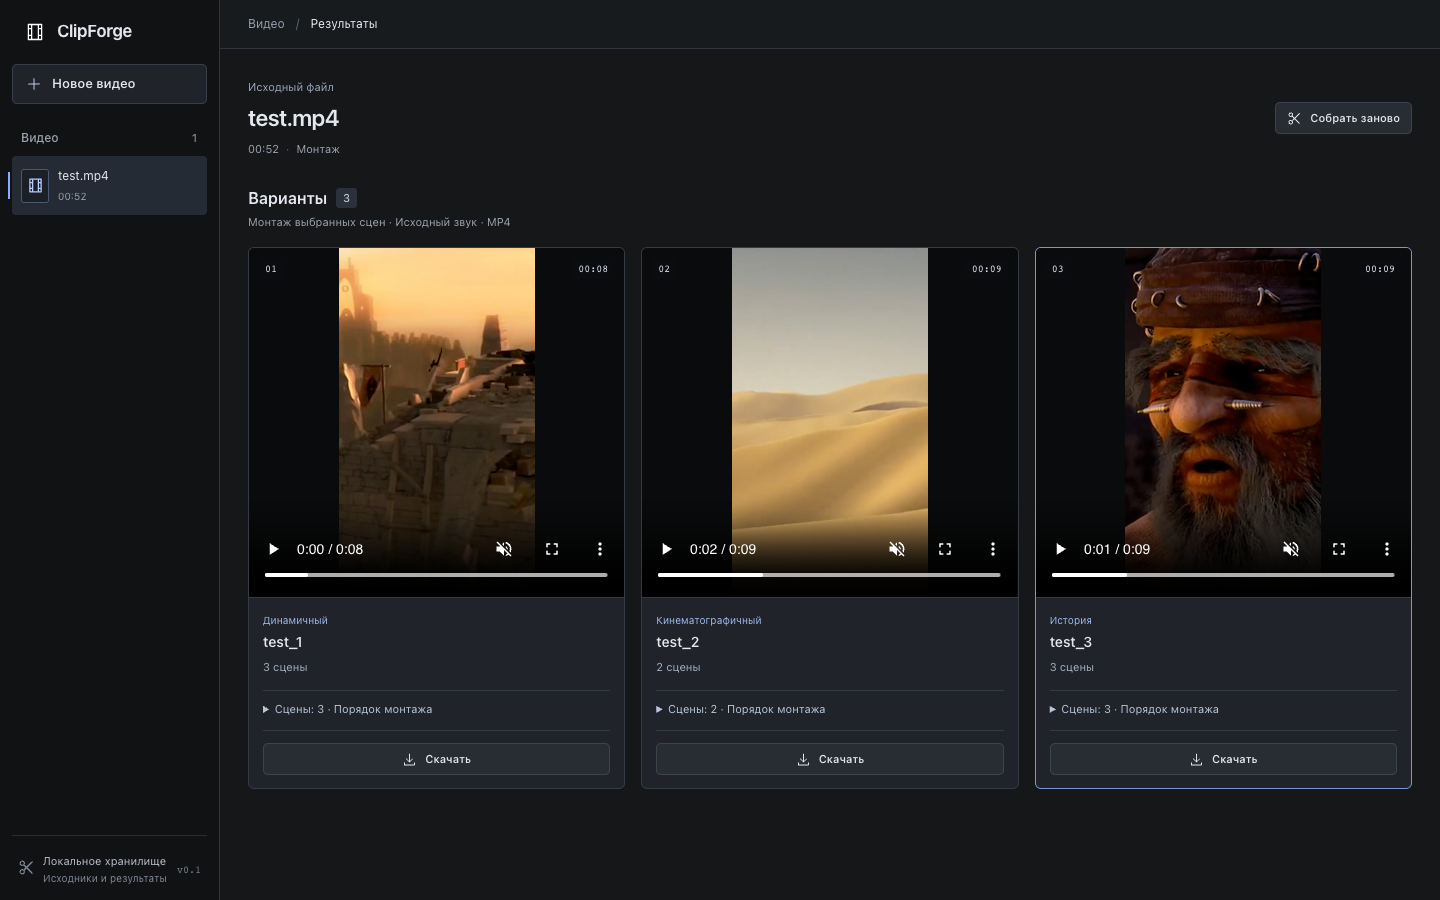 ClipForge
Новое видео
Видео 1
test.mp4
00:52
Локальное хранилище
Исходники и результаты
v0.1
Видео / Результаты
Исходный файл
test.mp4
00:52 · Монтаж
Собрать заново
Варианты 3
Монтаж выбранных сцен · Исходный звук · MP4
01 00:08
0:00 / 0:08
Динамичный
test_1
3 сцены
Сцены: 3 · Порядок монтажа
Скачать
02 00:09
0:02 / 0:09
Кинематографичный
test_2
2 сцены
Сцены: 2 · Порядок монтажа
Скачать
03 00:09
0:01 / 0:09
История
test_3
3 сцены
Сцены: 3 · Порядок монтажа
Скачать